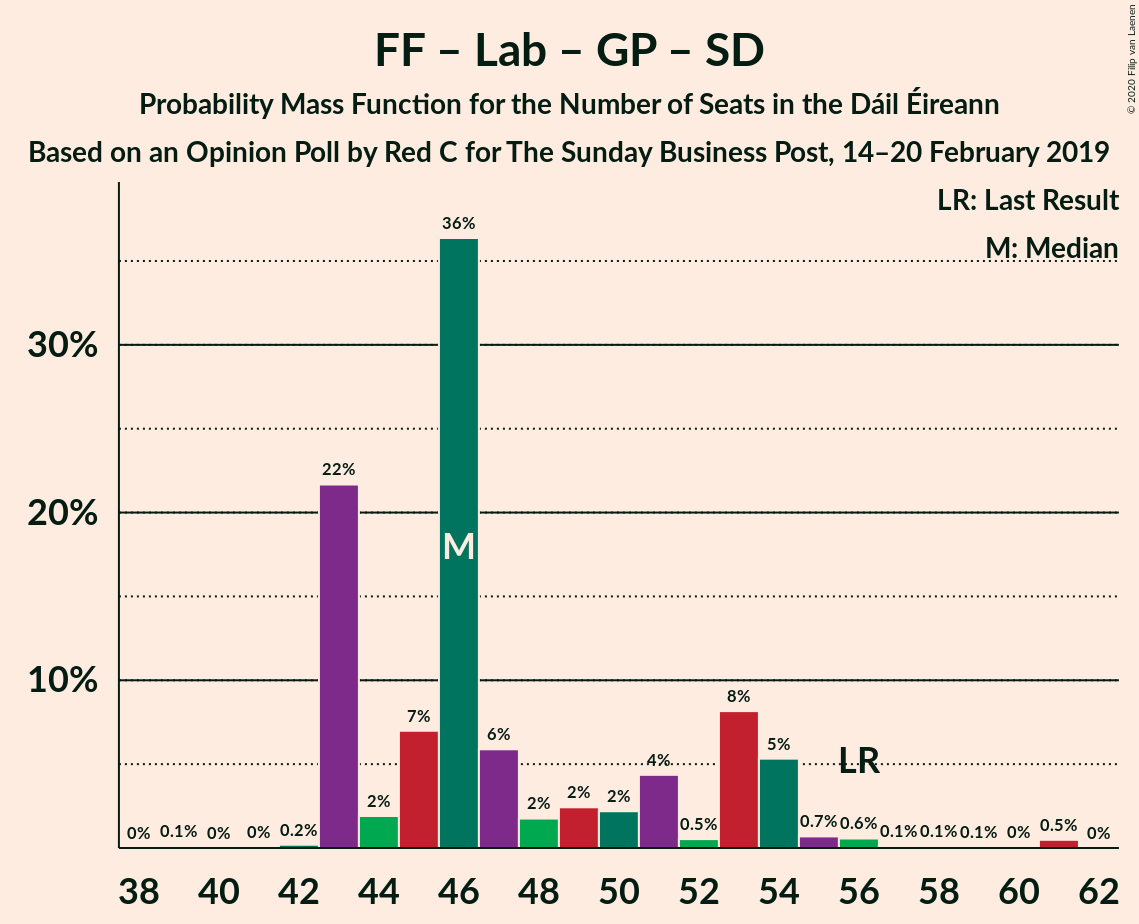 FF – Lab – GP – SD
Probability Mass Function for the Number of Seats in the Dáil Éireann
Based on an Opinion Poll by Red C for The Sunday Business Post, 14–20 February 2019
© 2020 Filip van Laenen
LR: Last Result
M: Median
30%
20%
10%
0% 0.1% 0% 0% 0.2% 22% 2% 7% 36% 6% 2% 2% 2% 4% 0.5% 8% 5% 0.7% 0.6% 0.1% 0.1% 0.1% 0% 0.5% 0%
M
LR
38 40 42 44 46 48 50 52 54 56 58 60 62